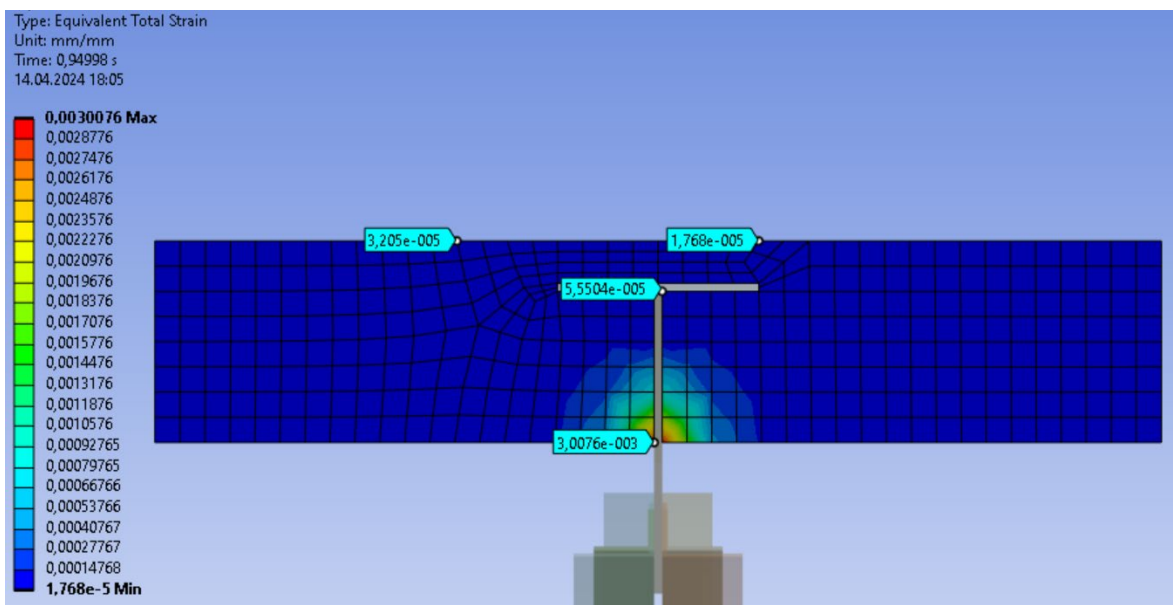 Type: Equivalent Total Strain
Unit: mm/mm
Time: 0,94998 s
14.04.2024 18:05
0,0030076 Max
0,0028776
0,0027476
0,0026176
0,0024876
0,0023576
0,0022276
0,0020976
0,0019676
0,0018376
0,0017076
0,0015776
0,0014476
0,0013176
0,0011876
0,0010576
0,00092765
0,00079765
0,00066766
0,00053766
0,00040767
0,00027767
0,00014768
1,768e-5 Min
3,205e-005
1,768e-005
5,5504e-005
3,0076e-003